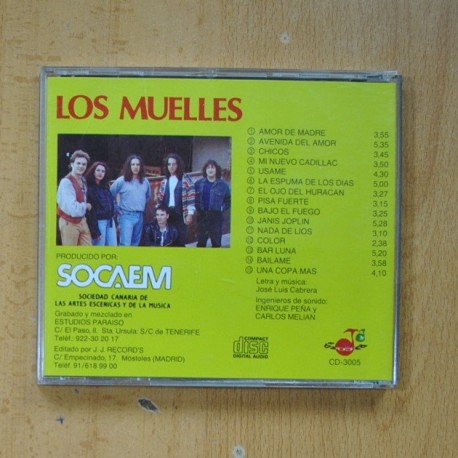 LOS MUELLES
① AMOR DE MADRE 3,55
② AVENIDA DEL AMOR 5,35
③ CHICOS 3,45
④ MI NUEVO CADILLAC 3,50
⑤ USAME 4,30
⑥ LA ESPUMA DE LOS DIAS 5,00
⑦ EL OJO DEL HURACAN 3,27
⑧ PISA FUERTE 3,15
⑨ BAJO EL FUEGO 3,25
⑩ JANIS JOPLIN 5,28
⑪ NADA DE LIOS 3,10
⑫ COLOR 2,38
⑬ BAR LUNA 5,20
⑭ BAILAME 3,58
⑮ UNA COPA MAS 4,10
Letra y música:
José Luis Cabrera
Ingenieros de sonido:
ENRIQUE PEÑA y
CARLOS MELIAN
PRODUCIDO POR:
SOCAEM
SOCIEDAD CANARIA DE
LAS ARTES ESCENICAS Y DE LA MUSICA
Grabado y mezclado en
ESTUDIOS PARAISO
C/ El Paso, II. Sta. Ursula. S/C de TENERIFE
Telf.: 922-30 20 17
Editado por J. J. RECORD'S
C/ Empecinado, 17. Móstoles (MADRID)
Teléf. 91/618 99 00
COMPACT
disc
DIGITAL AUDIO
CD-3005